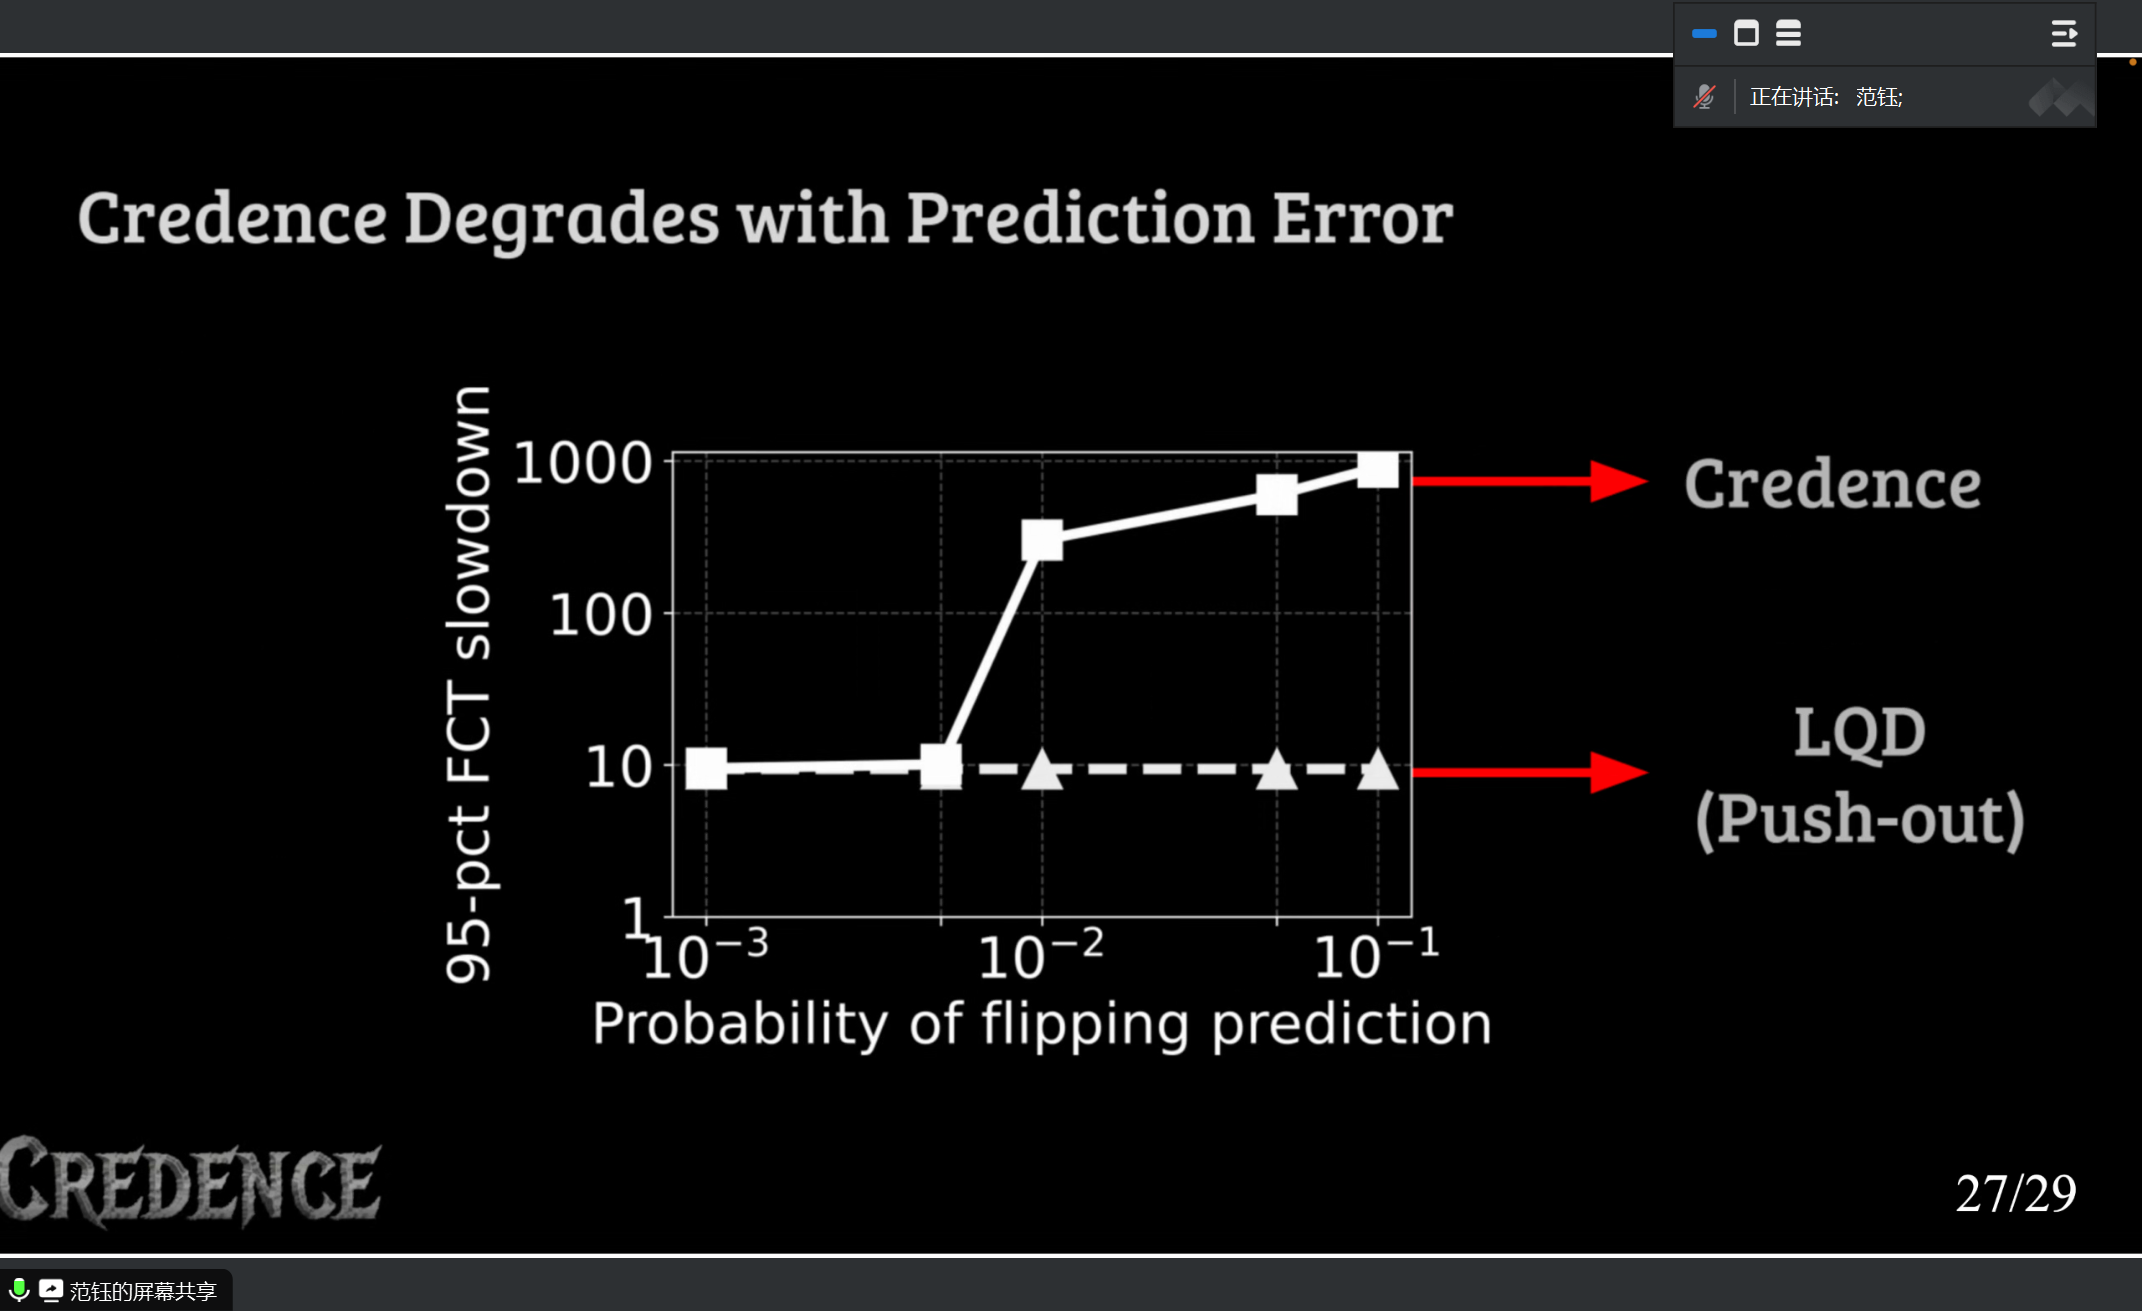 正在讲话: 范钰;
Credence Degrades with Prediction Error
95-pct FCT slowdown
1000
100
10
1
10⁻³ 10⁻² 10⁻¹
Probability of flipping prediction
Credence
LQD
(Push-out)
CREDENCE
27/29
范钰的屏幕共享